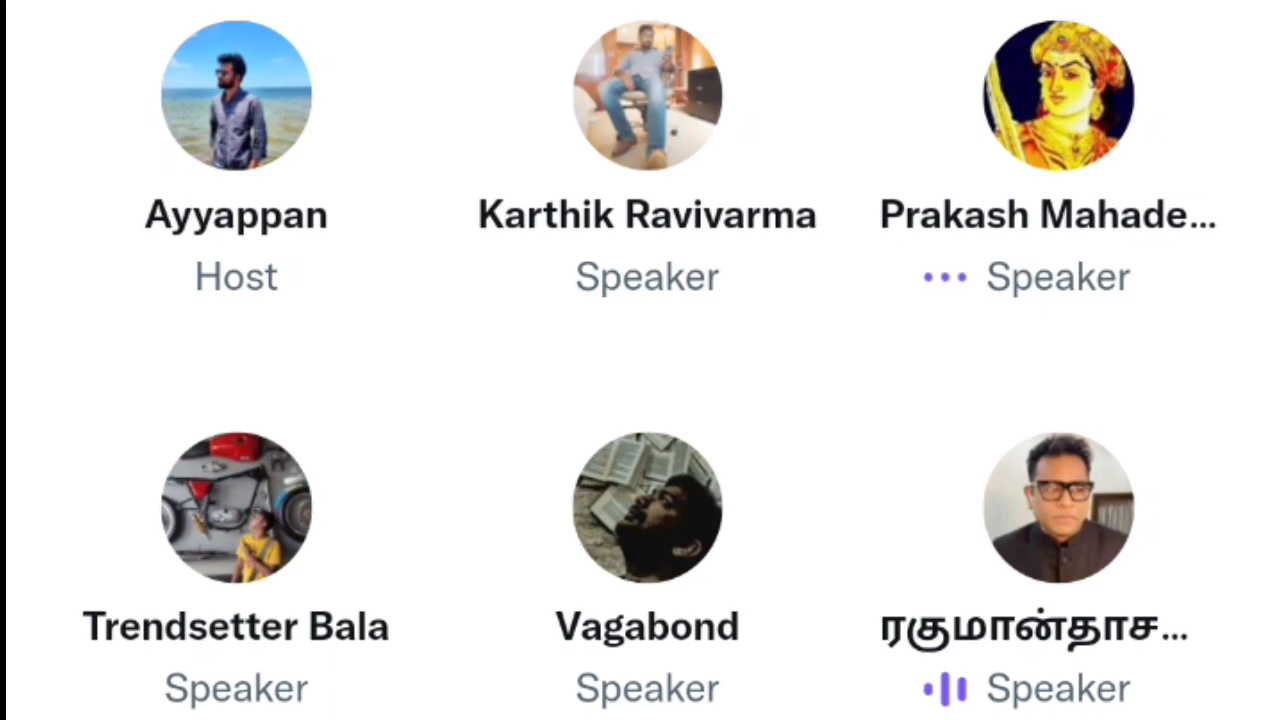 Ayyappan
Host
Karthik Ravivarma
Speaker
Prakash Mahade...
Speaker
Trendsetter Bala
Speaker
Vagabond
Speaker
ரகுமான்தாச...
Speaker